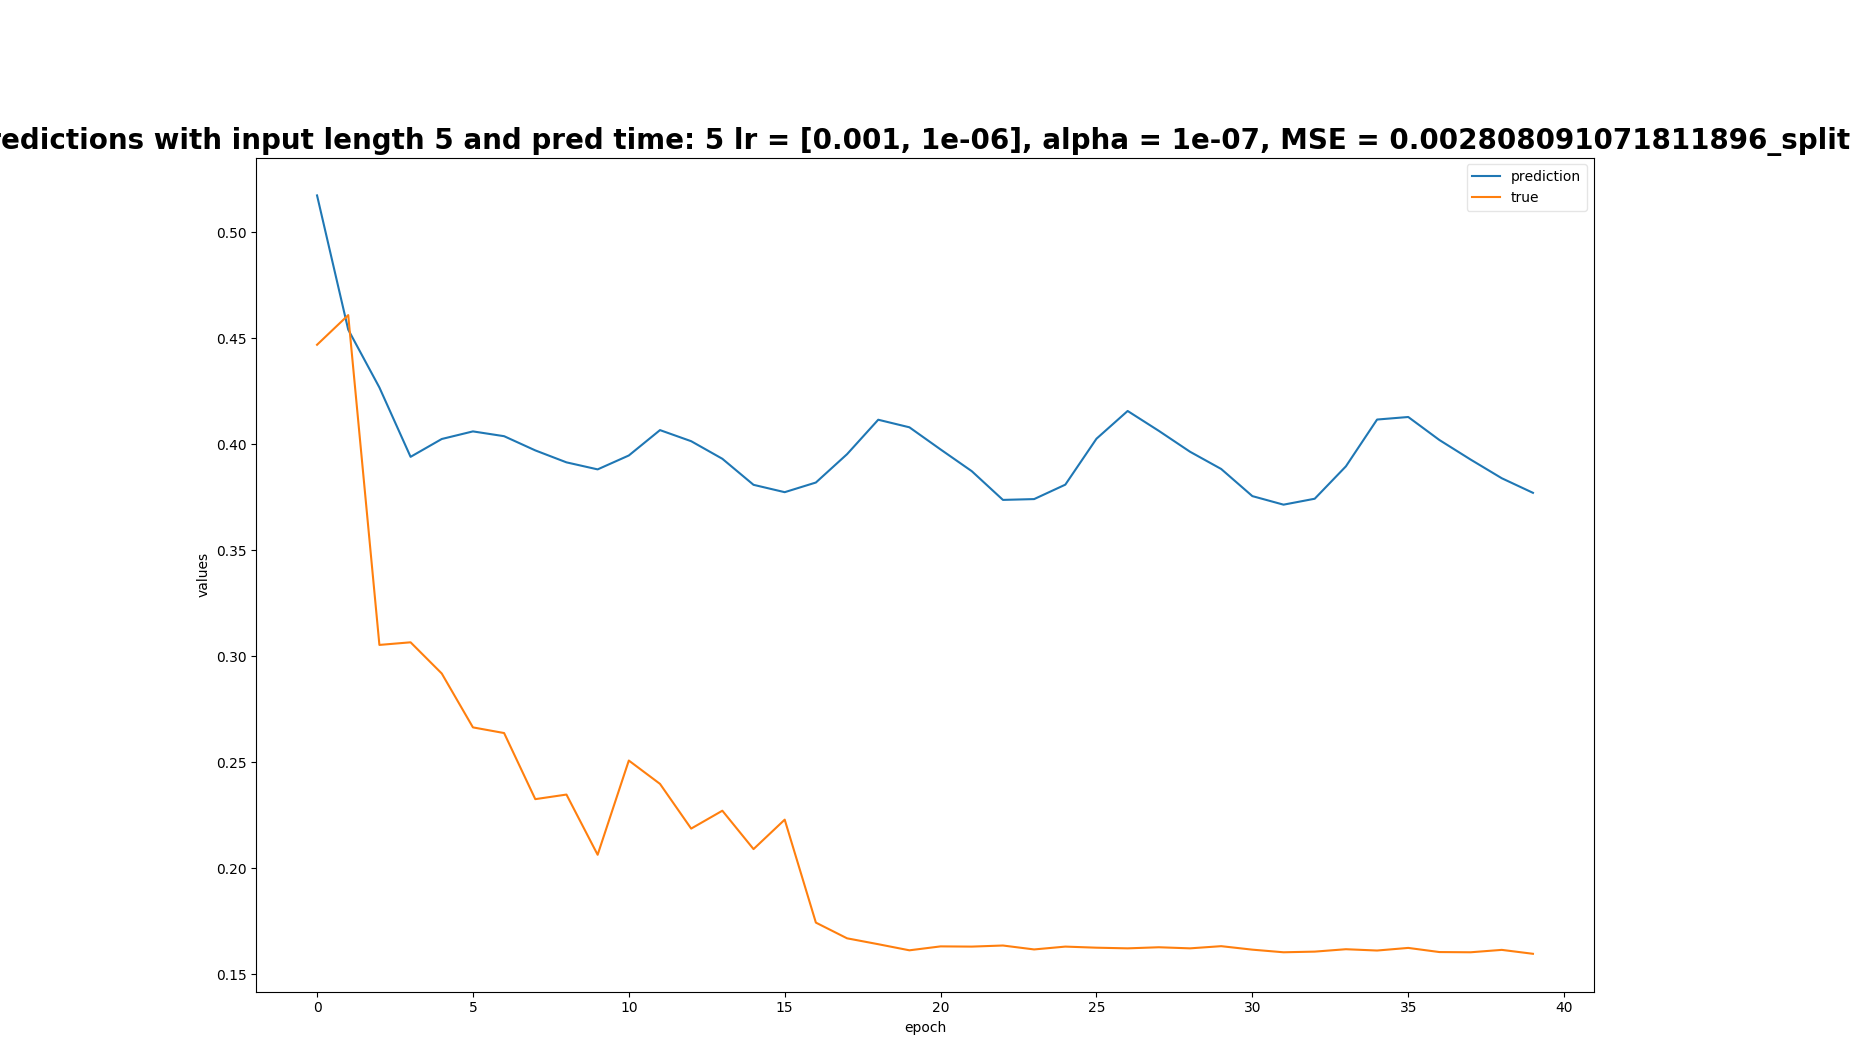 redictions with input length 5 and pred time: 5 lr = [0.001, 1e-06], alpha = 1e-07, MSE = 0.002808091071811896_split
prediction
true
0.50
0.45
0.40
0.35
0.30
0.25
0.20
0.15
values
0 5 10 15 20 25 30 35 40
epoch